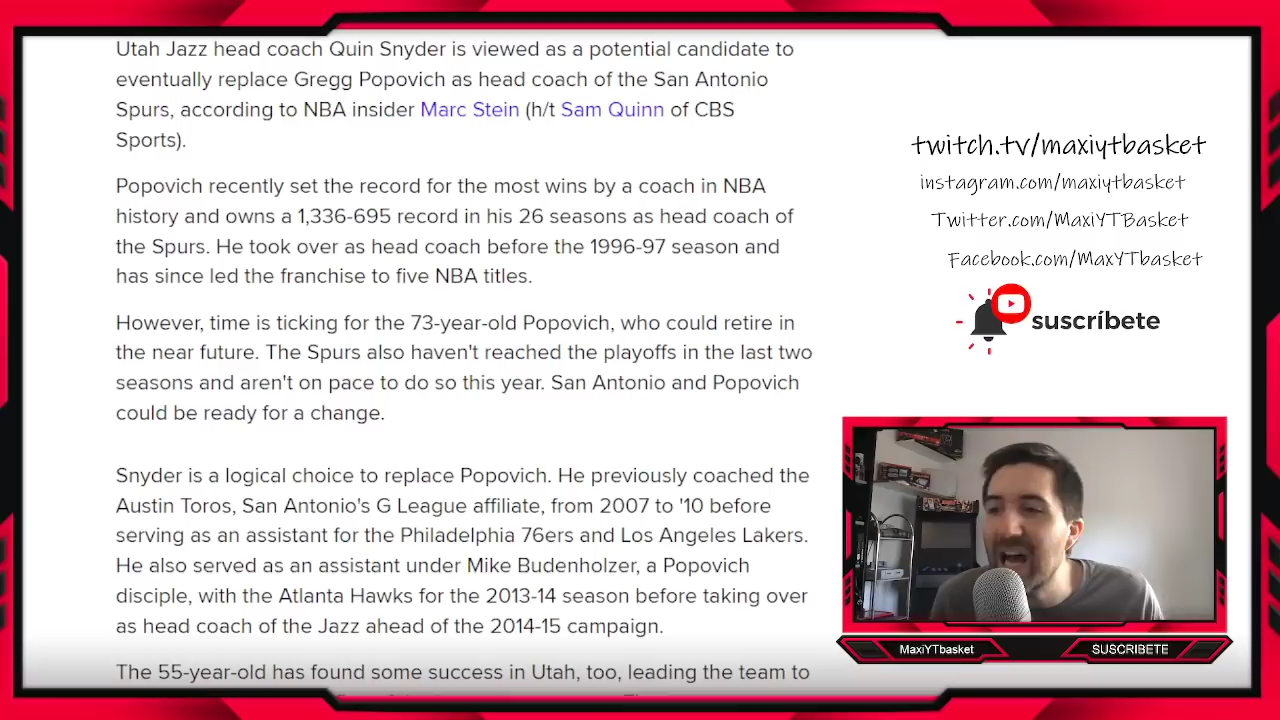 Utah Jazz head coach Quin Snyder is viewed as a potential candidate to
eventually replace Gregg Popovich as head coach of the San Antonio
Spurs, according to NBA insider Marc Stein (h/t Sam Quinn of CBS
Sports).
Popovich recently set the record for the most wins by a coach in NBA
history and owns a 1,336-695 record in his 26 seasons as head coach of
the Spurs. He took over as head coach before the 1996-97 season and
has since led the franchise to five NBA titles.
However, time is ticking for the 73-year-old Popovich, who could retire in
the near future. The Spurs also haven't reached the playoffs in the last two
seasons and aren't on pace to do so this year. San Antonio and Popovich
could be ready for a change.
Snyder is a logical choice to replace Popovich. He previously coached the
Austin Toros, San Antonio's G League affiliate, from 2007 to '10 before
serving as an assistant for the Philadelphia 76ers and Los Angeles Lakers.
He also served as an assistant under Mike Budenholzer, a Popovich
disciple, with the Atlanta Hawks for the 2013-14 season before taking over
as head coach of the Jazz ahead of the 2014-15 campaign.
The 55-year-old has found some success in Utah, too, leading the team to
twitch.tv/maxiytbasket
instagram.com/maxiytbasket
Twitter.com/MaxiYTBasket
Facebook.com/MaxYTbasket
suscríbete
MaxiYTbasket
SUSCRIBETE